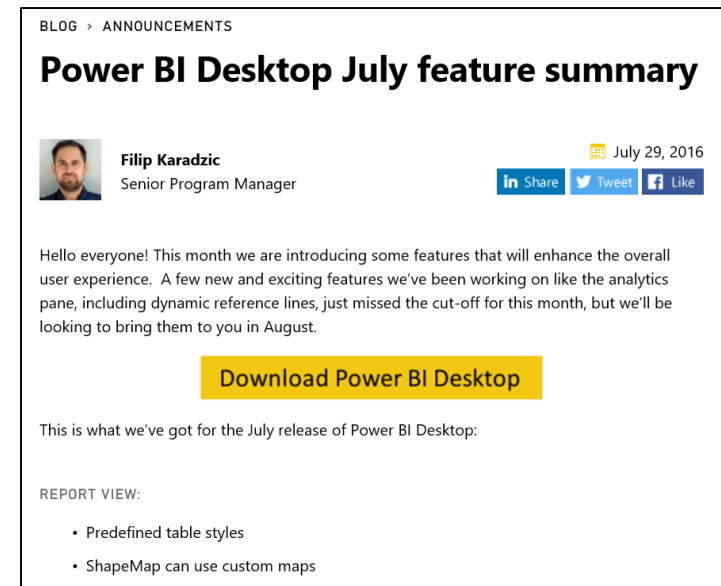 BLOG > ANNOUNCEMENTS
Power BI Desktop July feature summary
Filip Karadzic
Senior Program Manager
July 29, 2016
in Share Tweet Like
Hello everyone! This month we are introducing some features that will enhance the overall
user experience.  A few new and exciting features we've been working on like the analytics
pane, including dynamic reference lines, just missed the cut-off for this month, but we'll be
looking to bring them to you in August.
Download Power BI Desktop
This is what we've got for the July release of Power BI Desktop:
REPORT VIEW:
• Predefined table styles
• ShapeMap can use custom maps